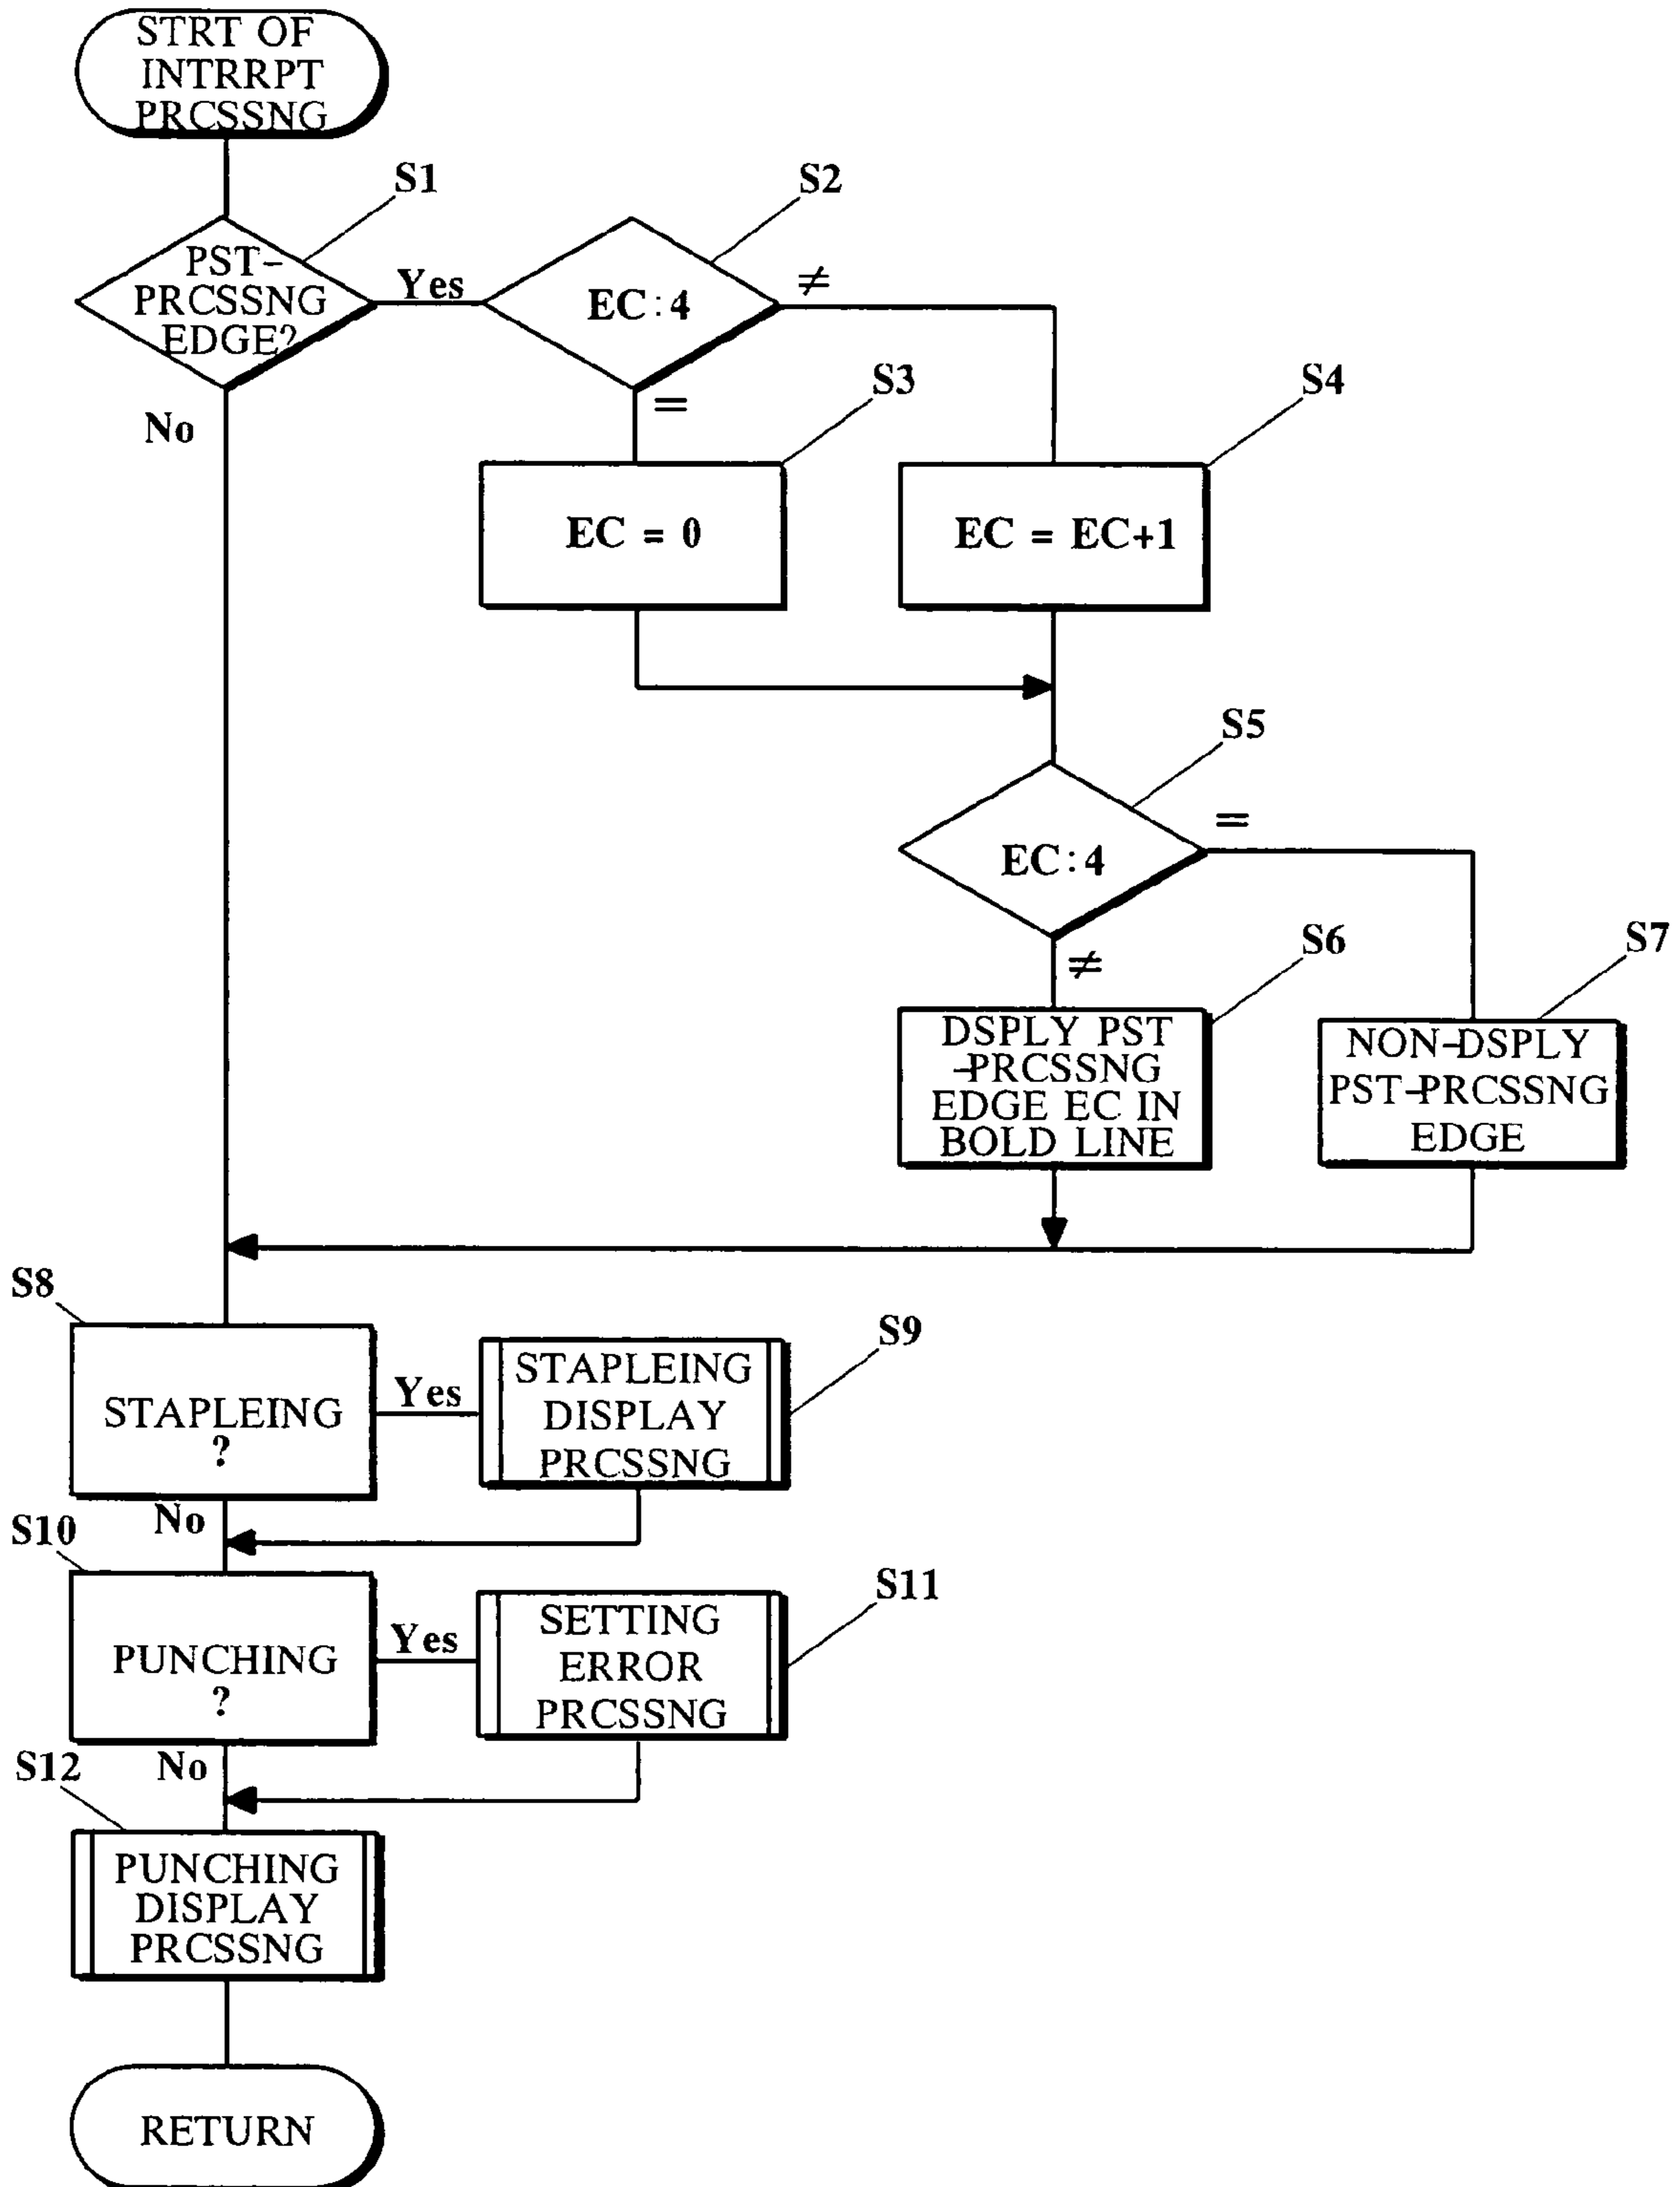 STRT OF
INTRRPT
PRCSSNG
S1
S2
PST-
PRCSSNG
EDGE?
Yes
EC:4
≠
=
No
S3
S4
EC = 0
EC = EC+1
S5
EC:4
=
≠
S6
S7
DSPLY PST
-PRCSSNG
EDGE EC IN
BOLD LINE
NON-DSPLY
PST-PRCSSNG
EDGE
S8
STAPLEING
?
Yes
S9
STAPLEING
DISPLAY
PRCSSNG
No
S10
PUNCHING
?
Yes
S11
SETTING
ERROR
PRCSSNG
No
S12
PUNCHING
DISPLAY
PRCSSNG
RETURN